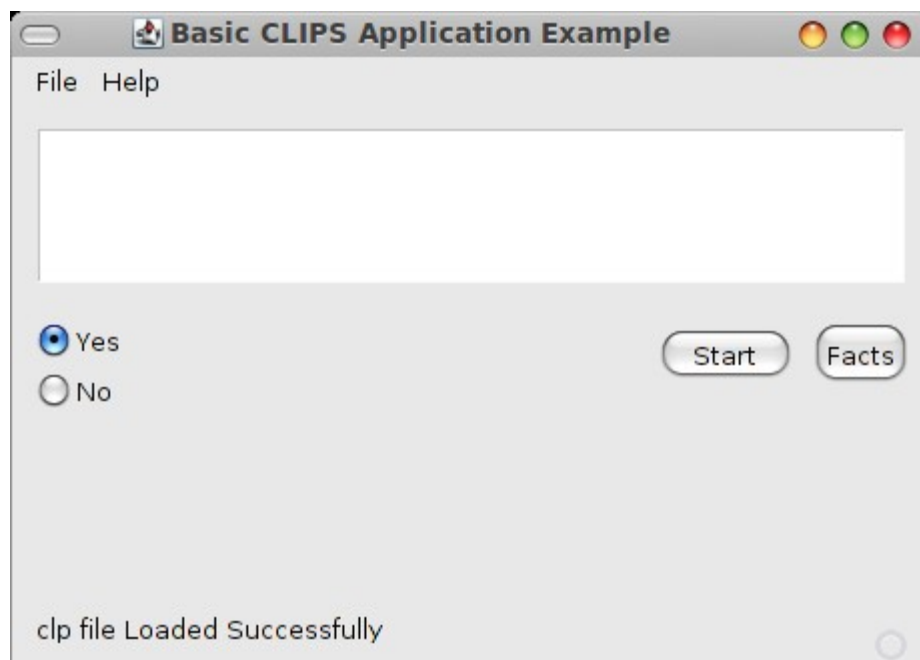 Basic CLIPS Application Example
File Help
Yes
Start Facts
No
clp file Loaded Successfully